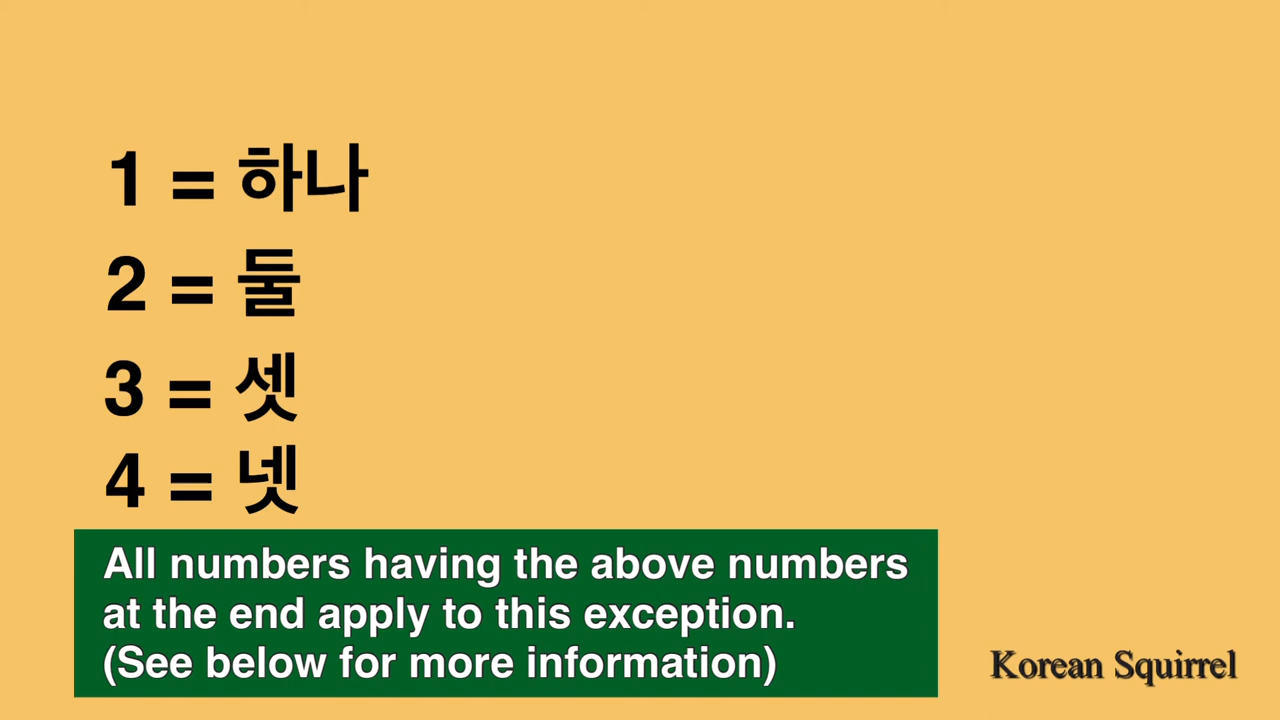 1 = 하나
2 = 둘
3 = 셋
4 = 넷
All numbers having the above numbers
at the end apply to this exception.
(See below for more information)
Korean Squirrel